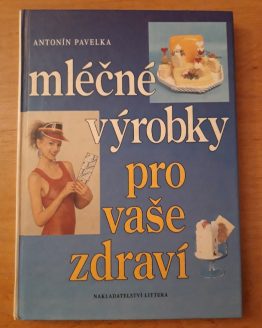 ANTONÍN PAVELKA
mléčné
výrobky
pro
vaše
zdraví
NAKLADATELSTVÍ LITTERA